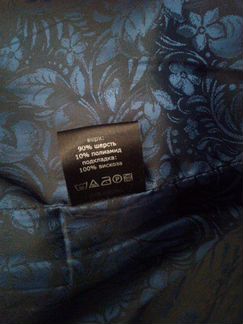 верх:
90% шерсть
10% полиамид
подкладка:
100% вискоза